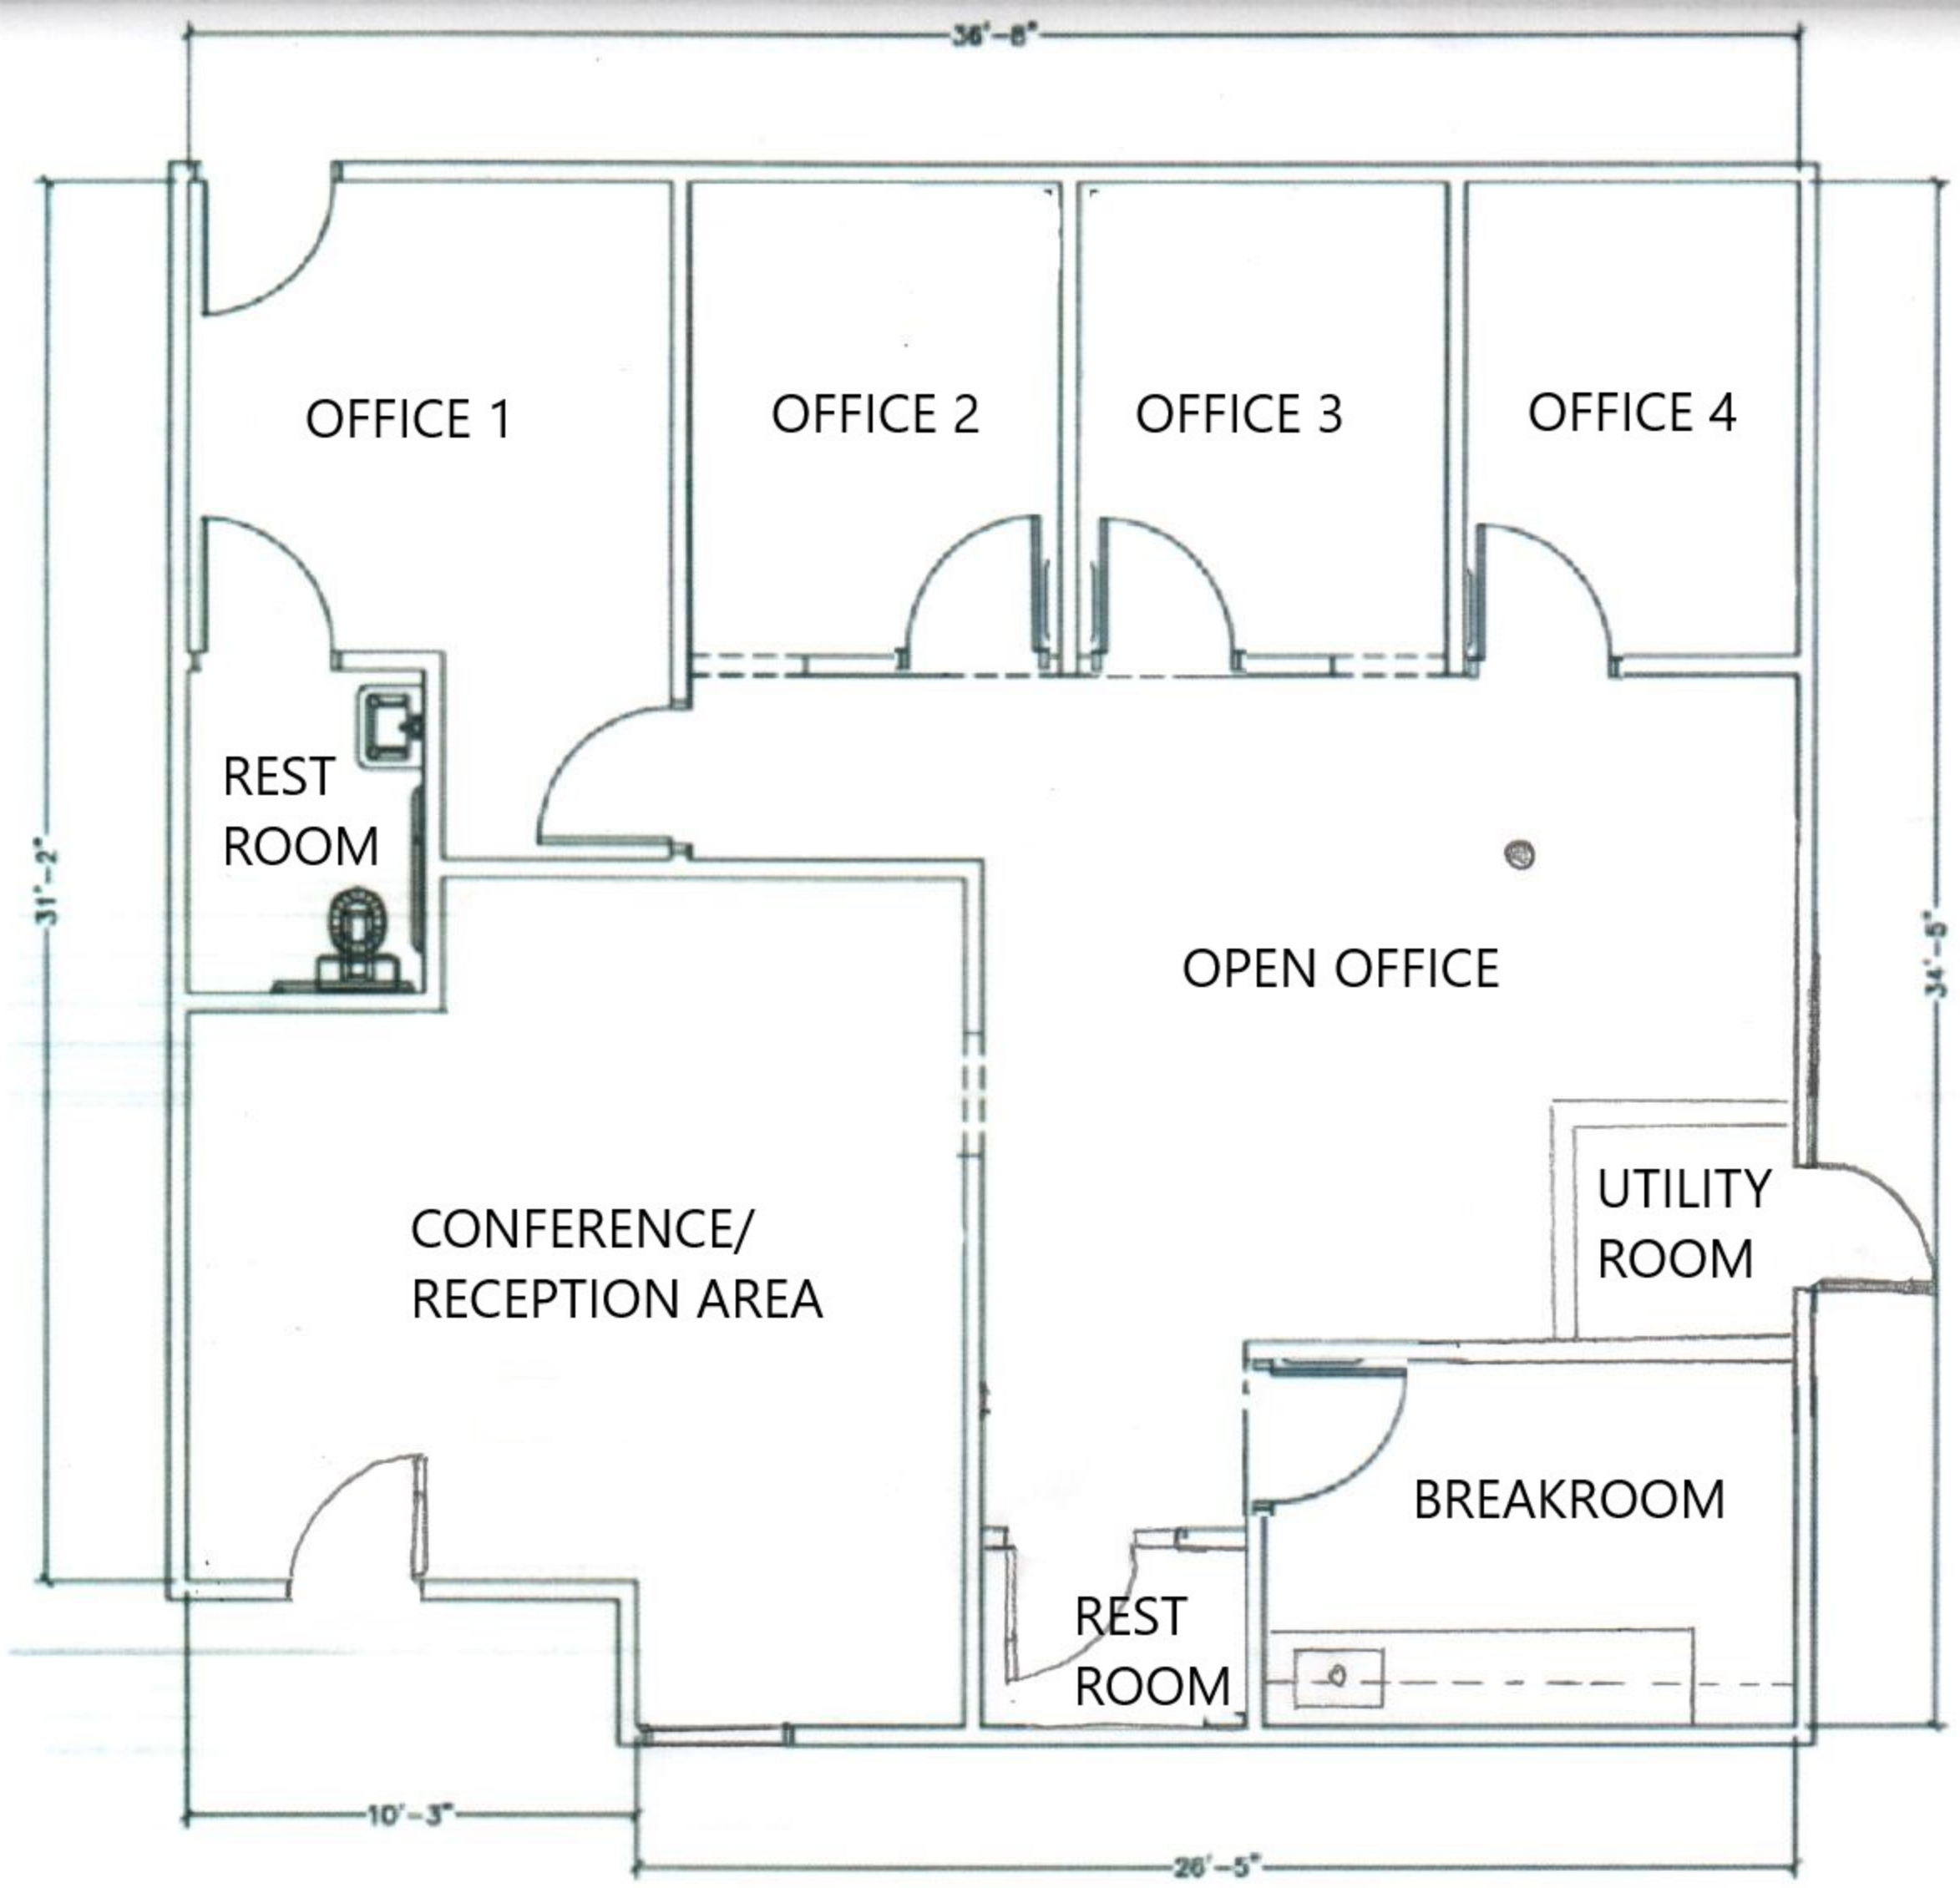 36'-8"
OFFICE 1
OFFICE 2
OFFICE 3
OFFICE 4
REST
ROOM
31'-2"
OPEN OFFICE
34'-5"
UTILITY
ROOM
CONFERENCE/
RECEPTION AREA
BREAKROOM
REST
ROOM
10'-3"
26'-5"